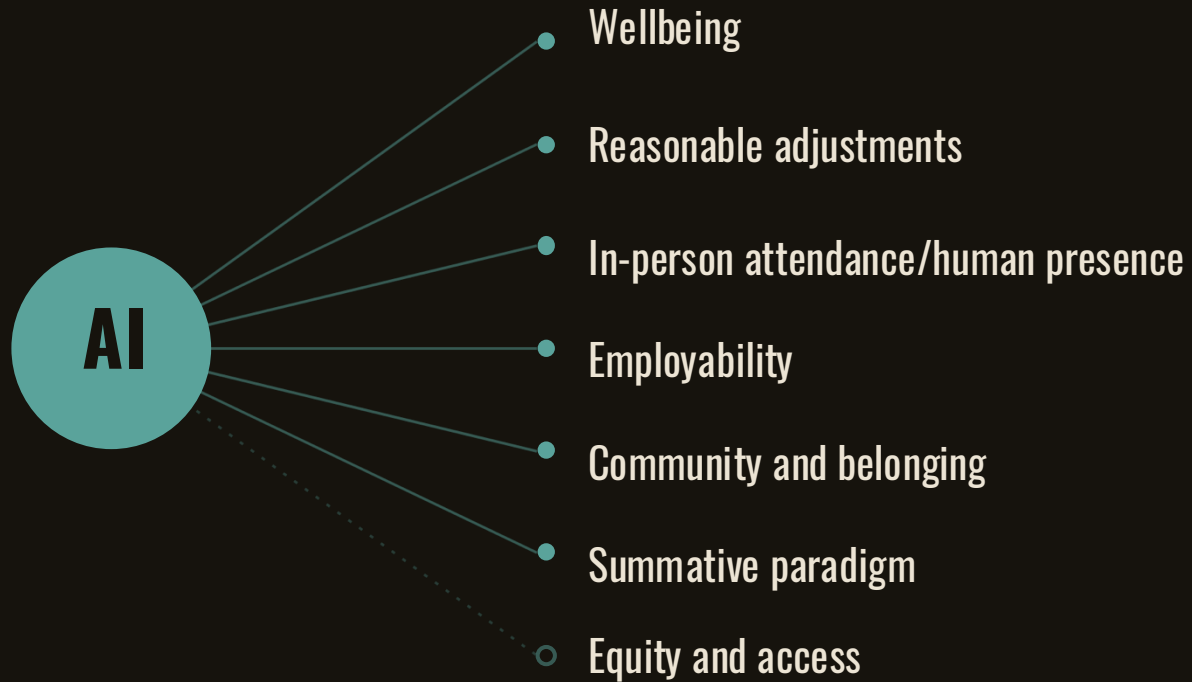 Wellbeing
Reasonable adjustments
In-person attendance/human presence
AI
Employability
Community and belonging
Summative paradigm
Equity and access